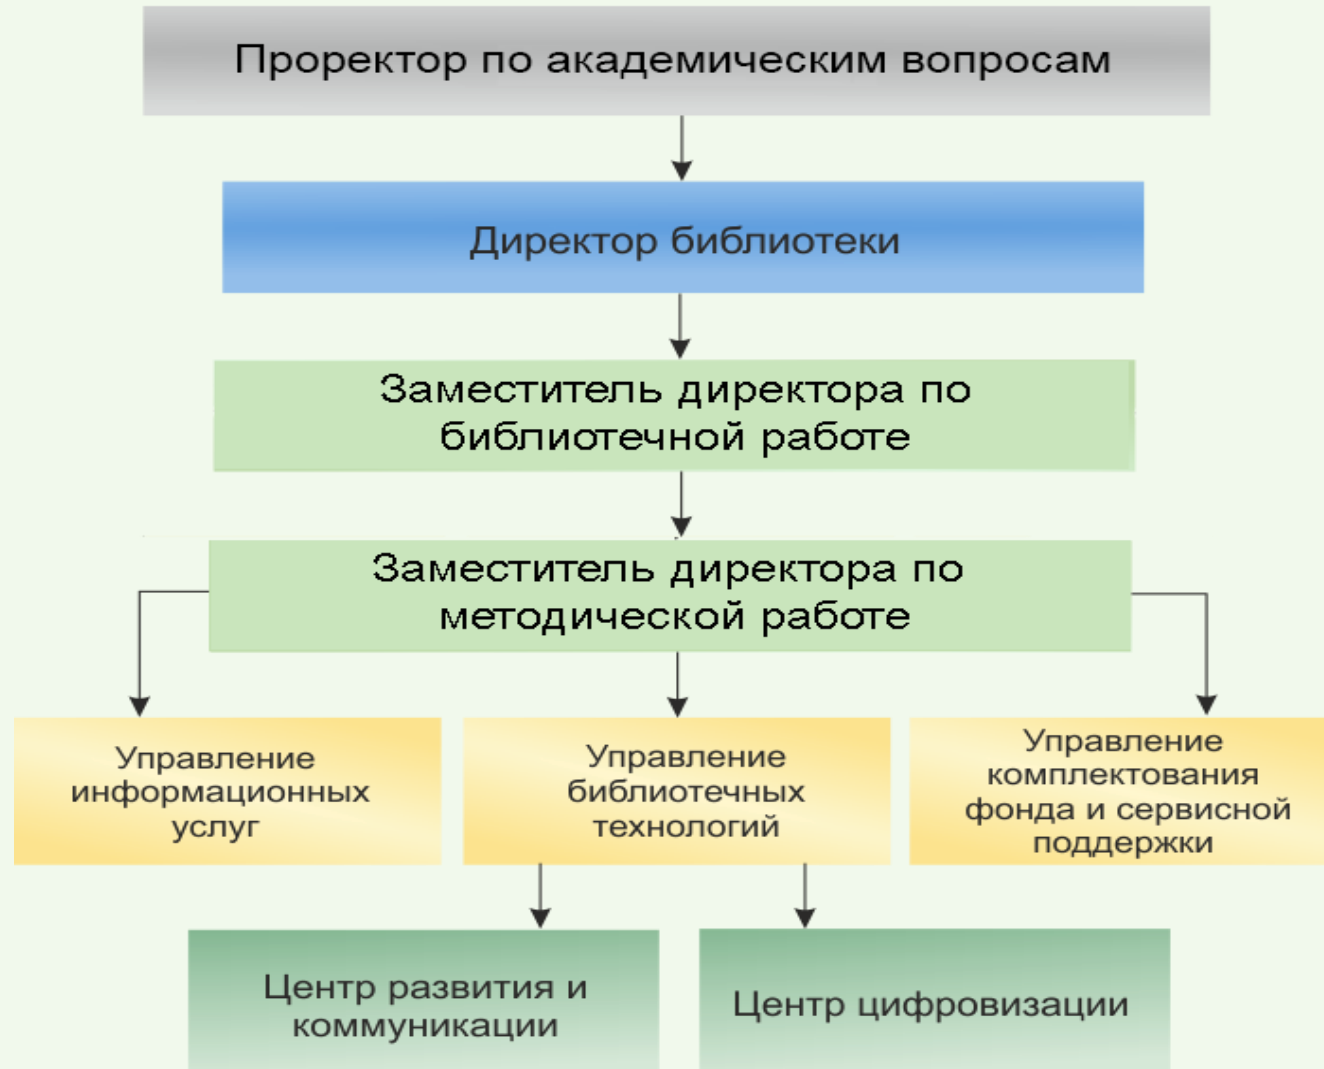 Проректор по академическим вопросам
Директор библиотеки
Заместитель директора по
библиотечной работе
Заместитель директора по
методической работе
Управление
информационных
услуг
Управление
библиотечных
технологий
Управление
комплектования
фонда и сервисной
поддержки
Центр развития и
коммуникации
Центр цифровизации